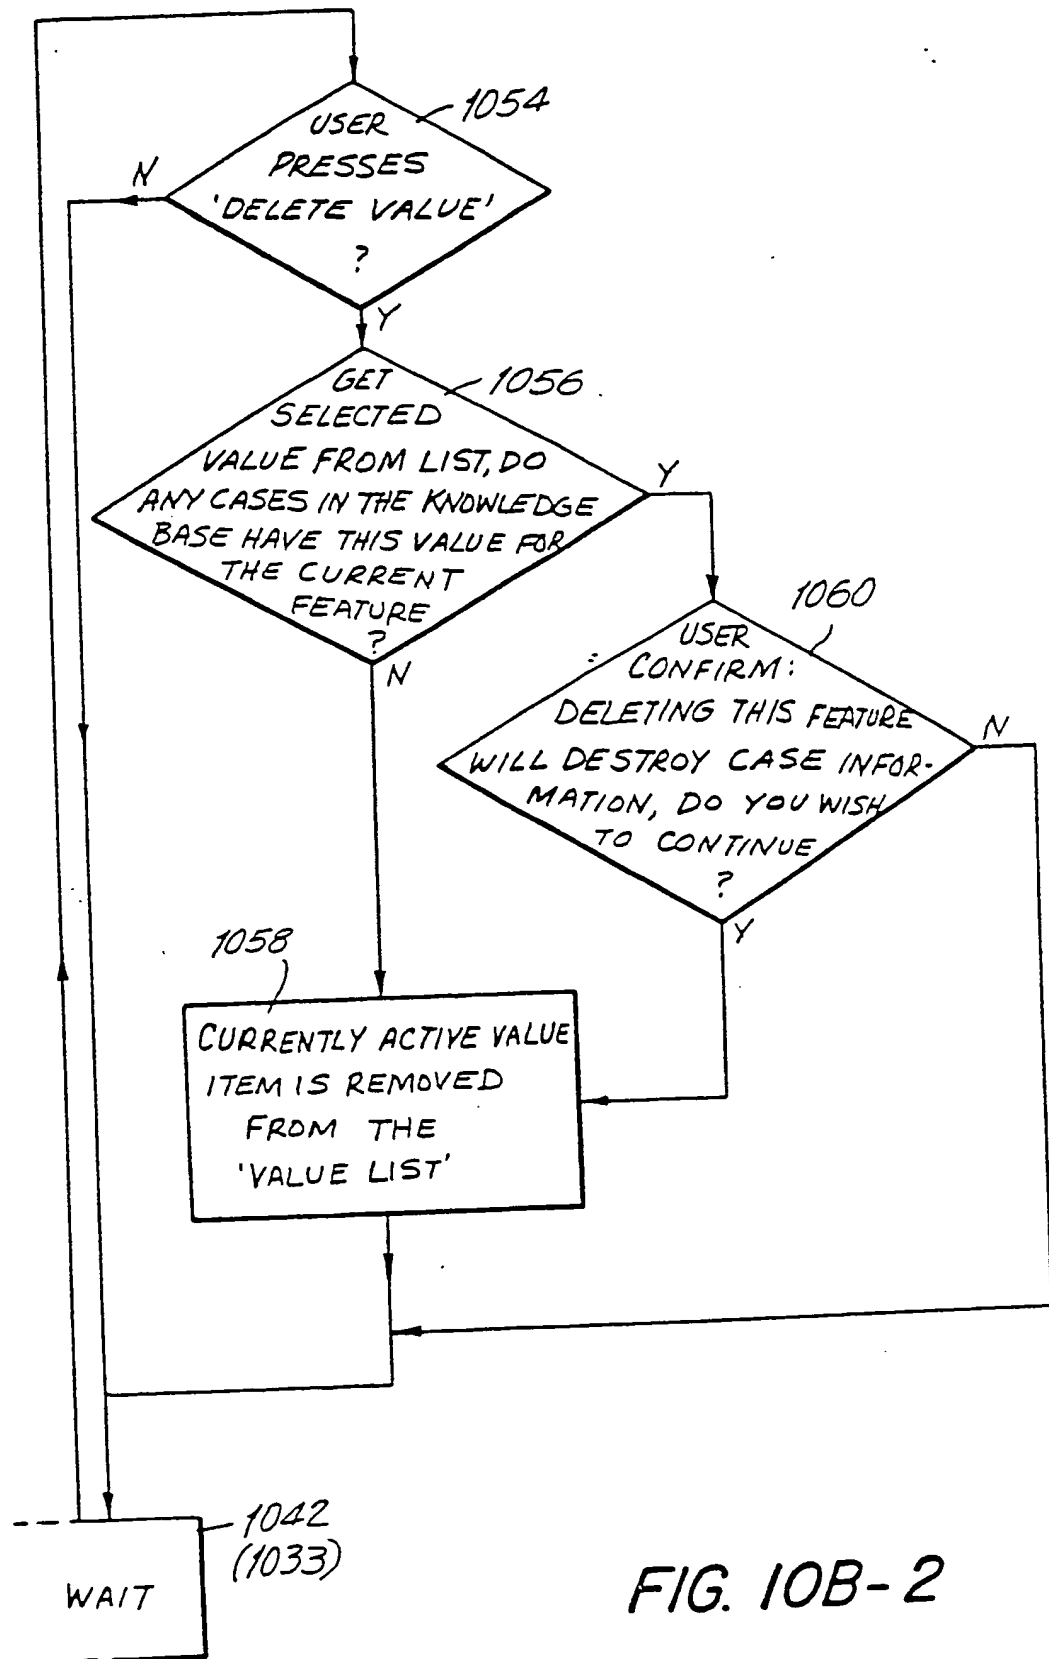 1054
USER
PRESSES
'DELETE VALUE'
?
N
Y
1056
GET
SELECTED
VALUE FROM LIST, DO
ANY CASES IN THE KNOWLEDGE
BASE HAVE THIS VALUE FOR
THE CURRENT
FEATURE
?
Y
N
1060
USER
CONFIRM:
DELETING THIS FEATURE
WILL DESTROY CASE INFOR-
MATION, DO YOU WISH
TO CONTINUE
?
N
Y
1058
CURRENTLY ACTIVE VALUE
ITEM IS REMOVED
FROM THE
'VALUE LIST'
1042
(1033)
WAIT
FIG. 10B-2